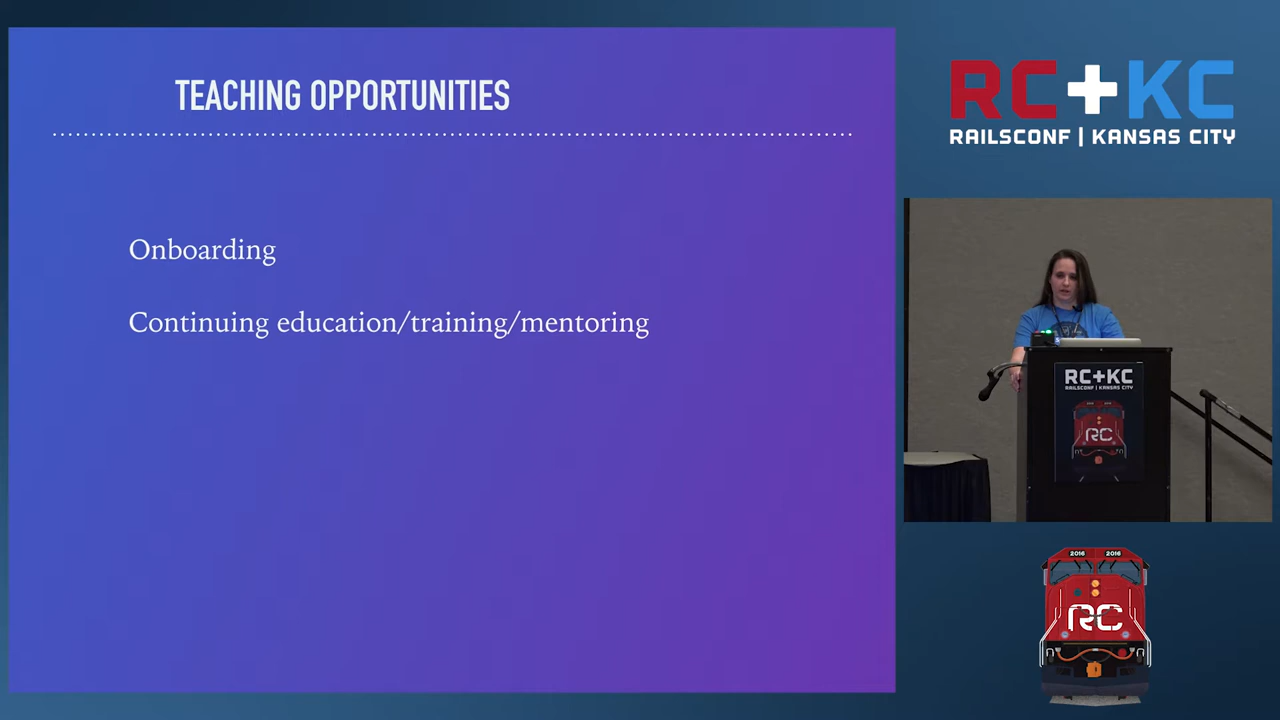 TEACHING OPPORTUNITIES
Onboarding
Continuing education/training/mentoring
RC+KC
RAILSCONF | KANSAS CITY
RC+KC
RAILSCONF | KANSAS CITY
RC
2016 2016
RC